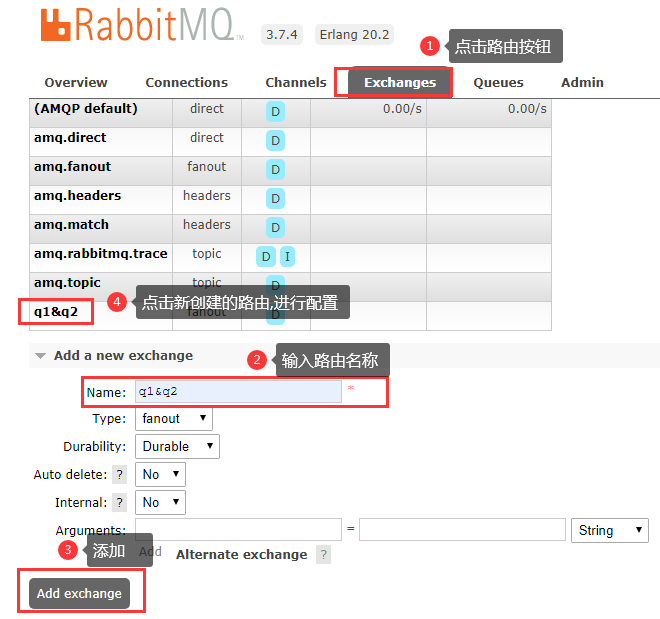 RabbitMQ TM 3.7.4 Erlang 20.2
1 点击路由按钮
Overview Connections Channels Exchanges Queues Admin
(AMQP default) direct D 0.00/s 0.00/s
amq.direct direct D
amq.fanout fanout D
amq.headers headers D
amq.match headers D
amq.rabbitmq.trace topic D I
amq.topic topic D
4 点击新创建的路由,进行配置
q1&q2 fanout D
Add a new exchange
2 输入路由名称
Name: q1&q2 *
Type: fanout
Durability: Durable
Auto delete: ? No
Internal: ? No
Arguments: = String
3 添加
Add Alternate exchange ?
Add exchange